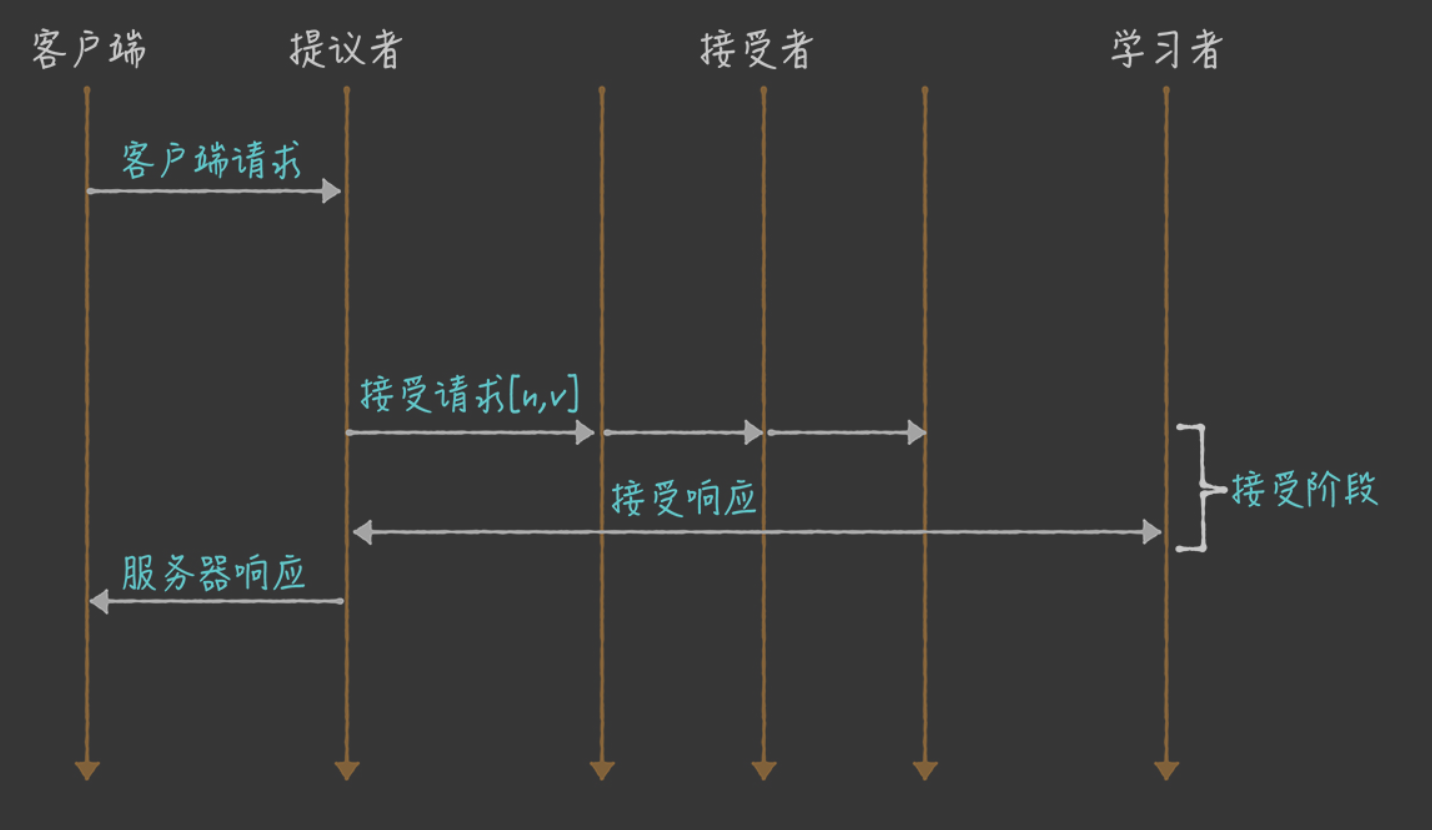 客户端 提议者 接受者 学习者
客户端请求
接受请求[n,v]
接受响应
接受阶段
服务器响应